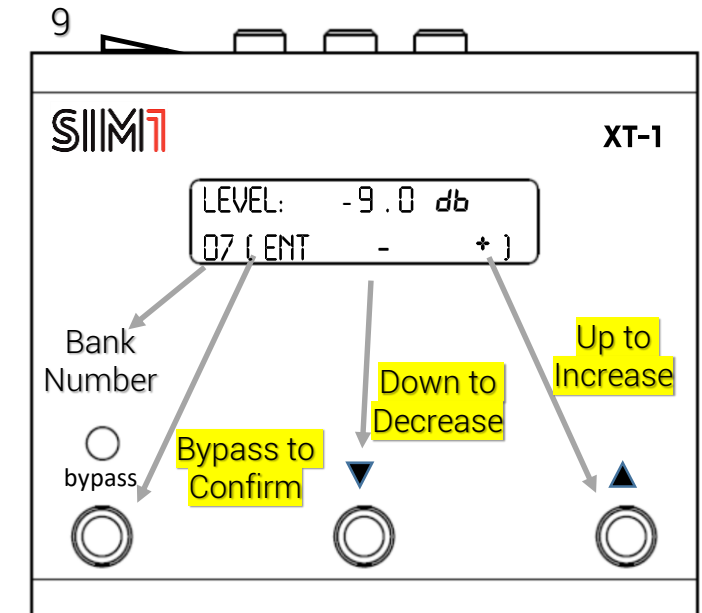 9
SIM1
XT-1
LEVEL: -9.0 db
07 ( ENT - + )
Bank
Number
Up to
Increase
Down to
Decrease
Bypass to
Confirm
bypass